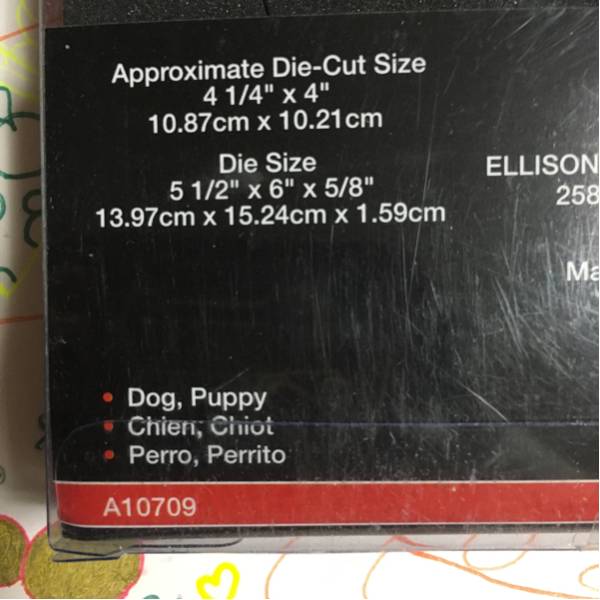 Approximate Die-Cut Size
4 1/4" x 4"
10.87cm x 10.21cm
Die Size
5 1/2" x 6" x 5/8"
13.97cm x 15.24cm x 1.59cm
ELLISON
258
Ma
• Dog, Puppy
• Chien, Chiot
• Perro, Perrito
A10709